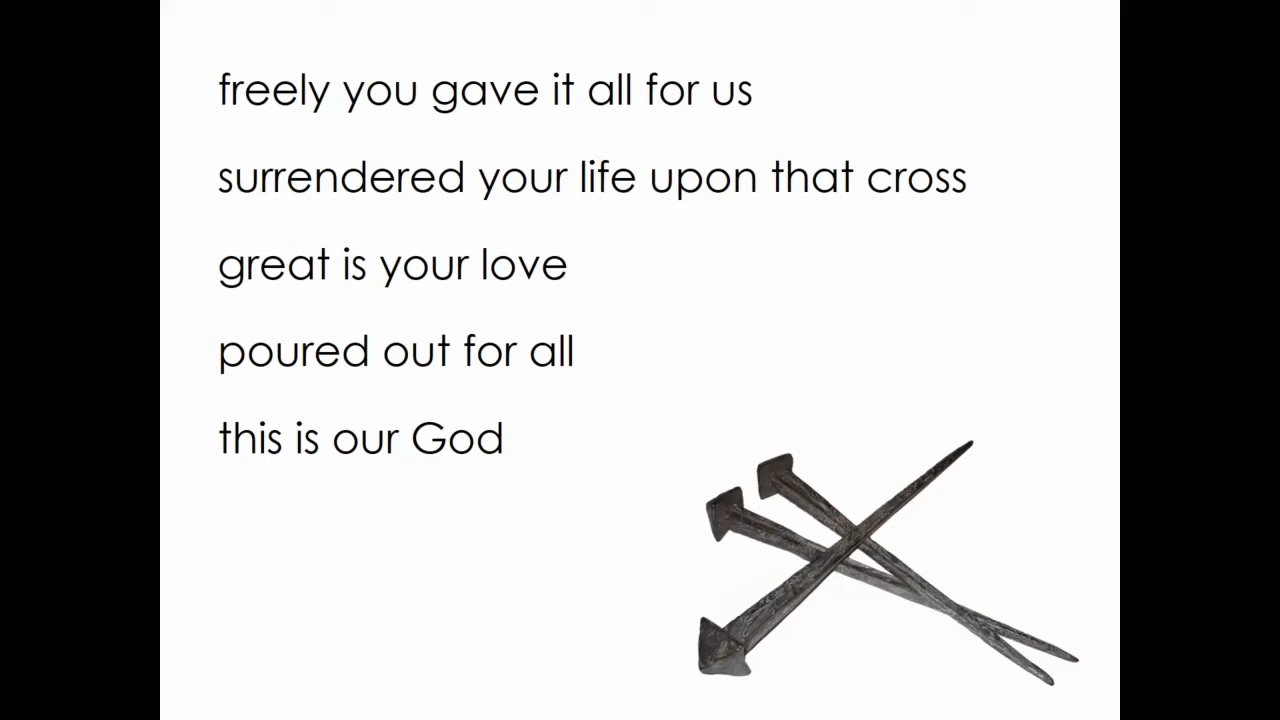 freely you gave it all for us
surrendered your life upon that cross
great is your love
poured out for all
this is our God